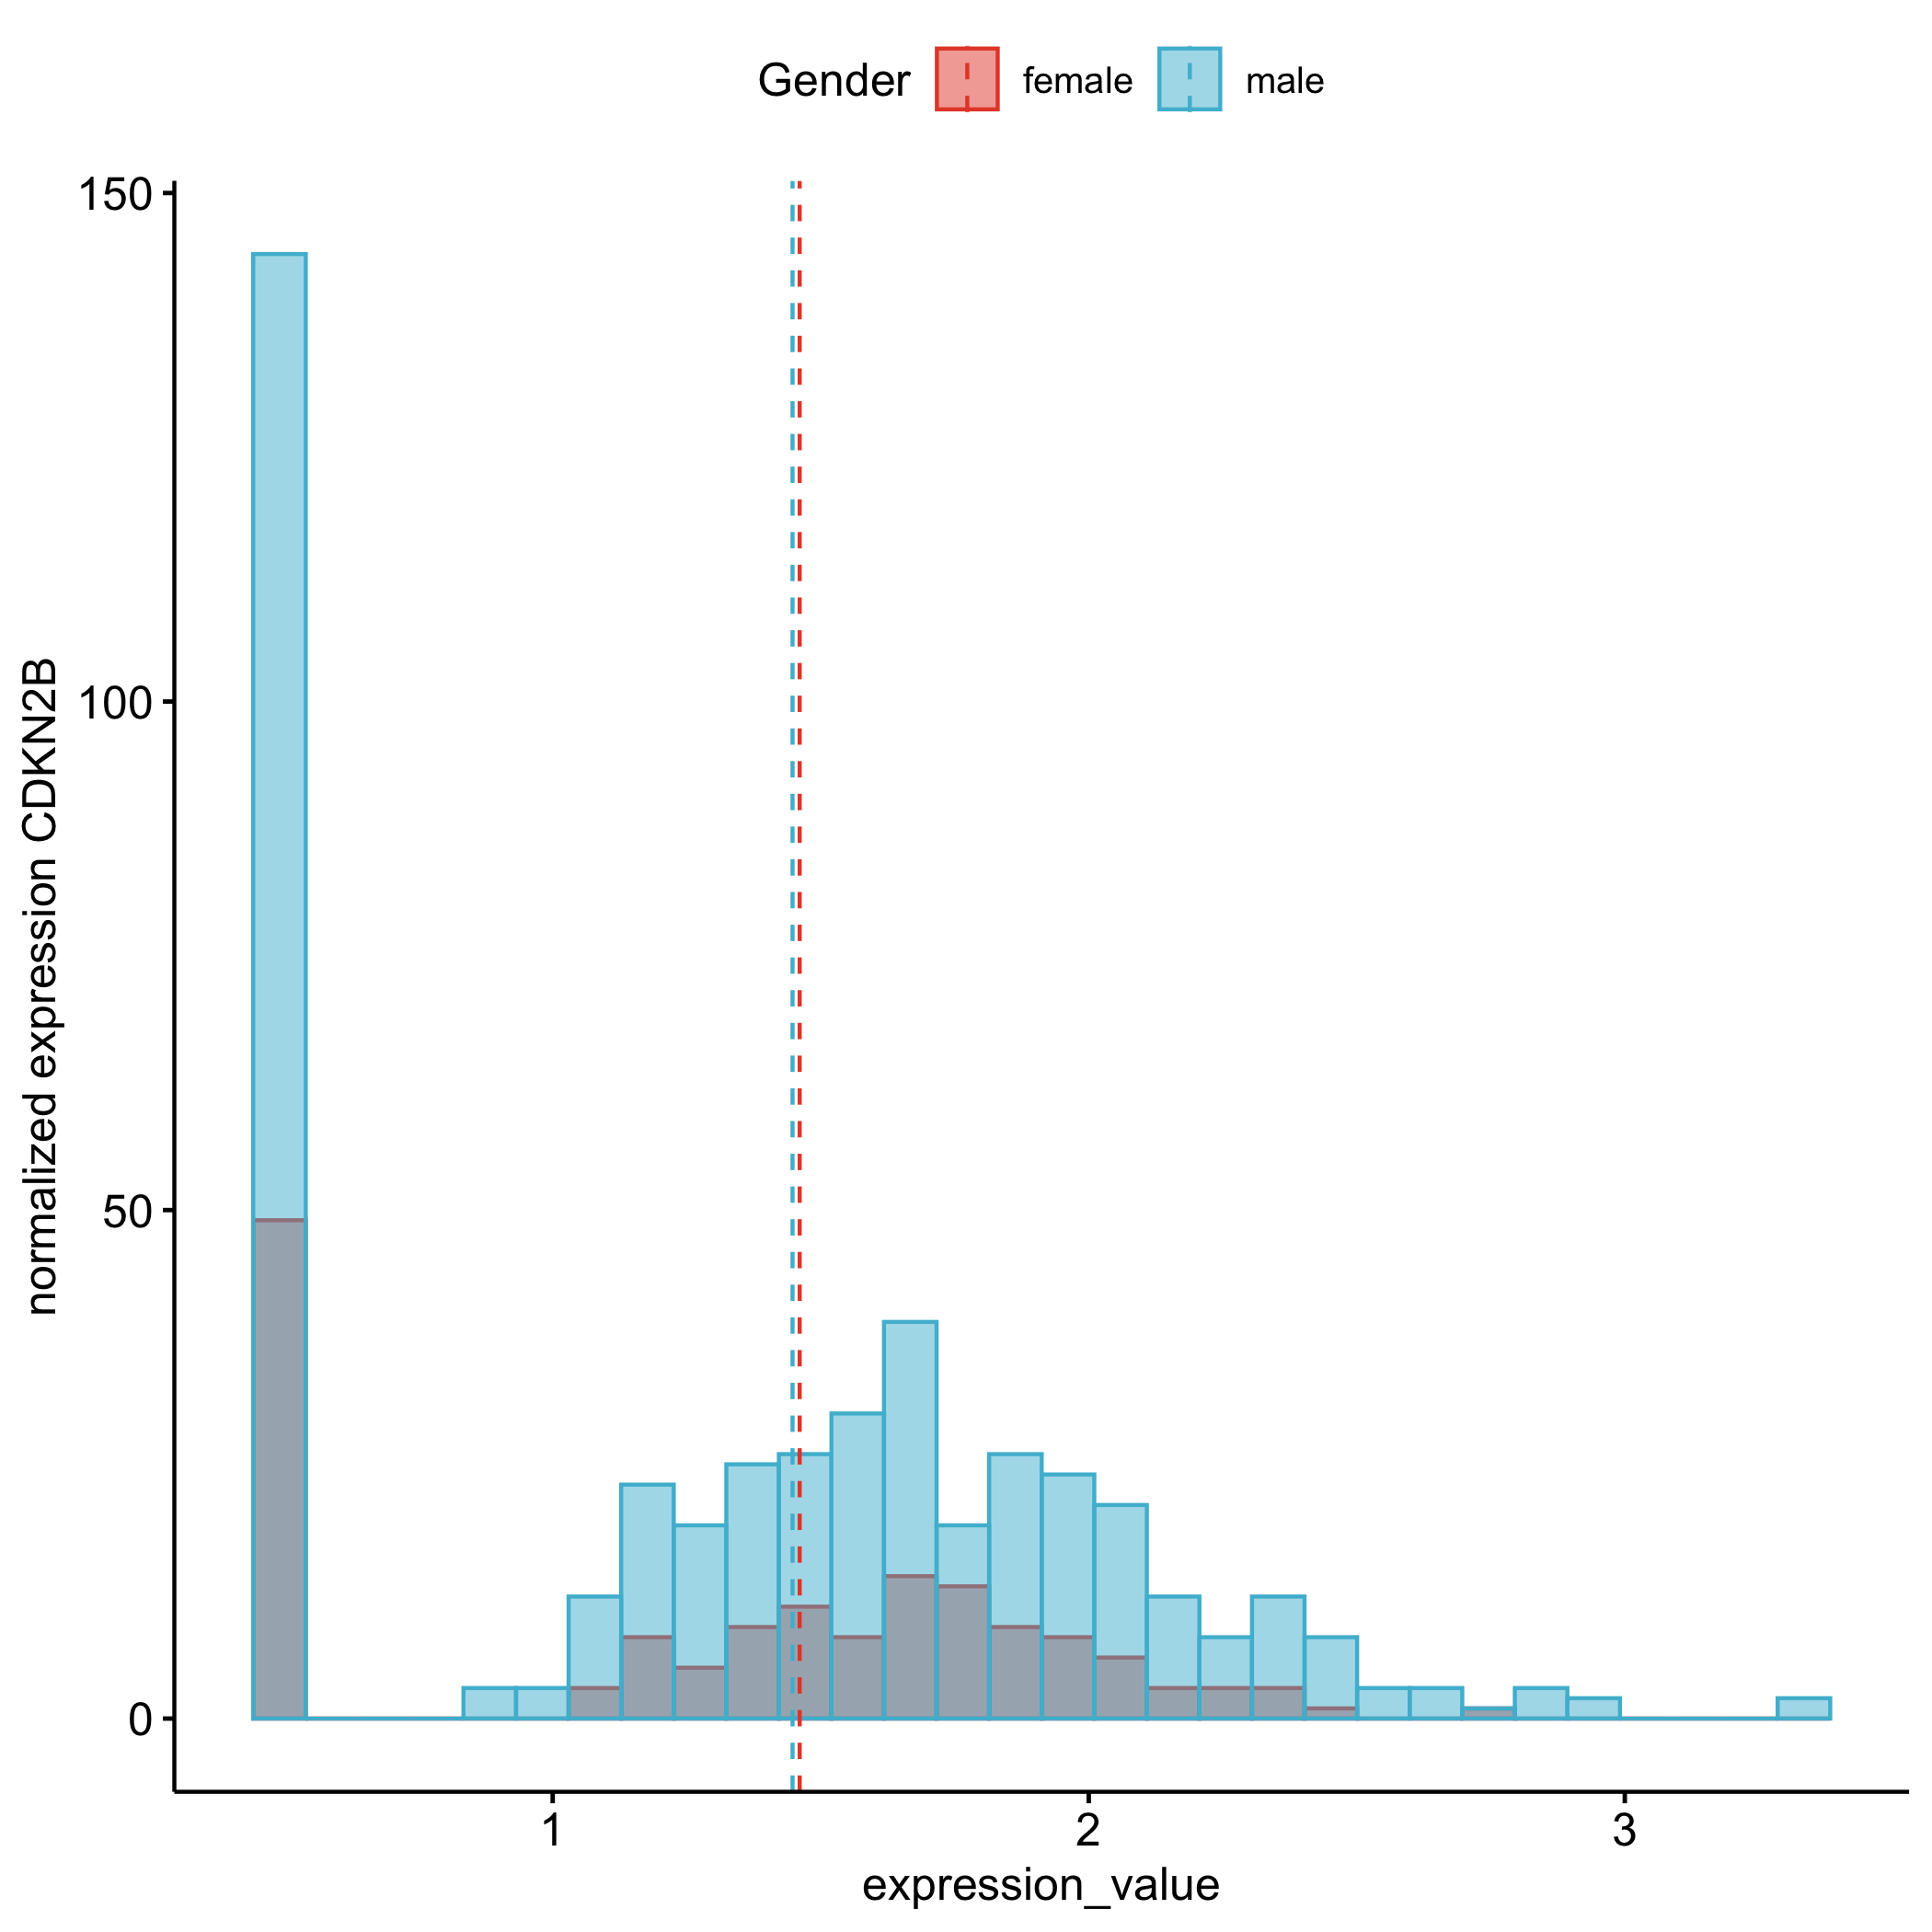 Gender female male
150
100
50
0
normalized expression CDKN2B
1 2 3
expression_value